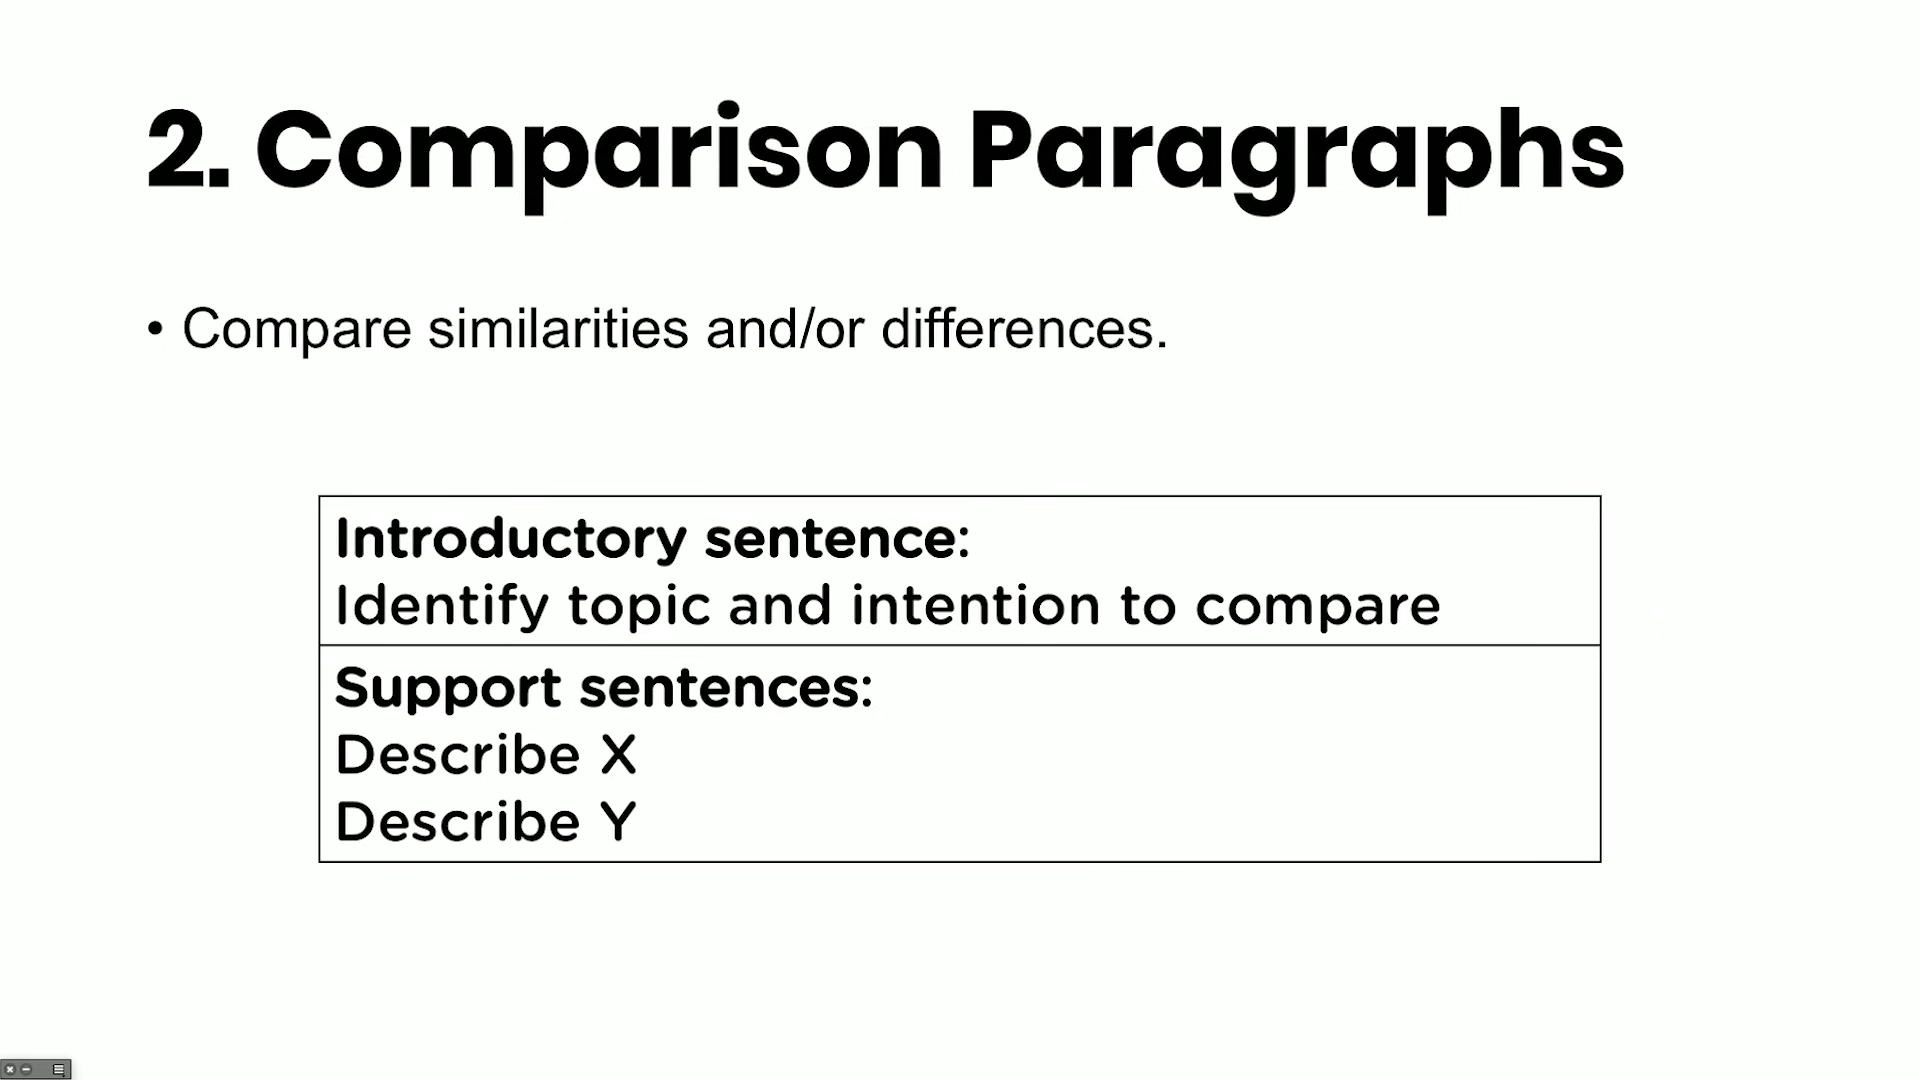 2. Comparison Paragraphs
• Compare similarities and/or differences.
Introductory sentence:
Identify topic and intention to compare
Support sentences:
Describe X
Describe Y